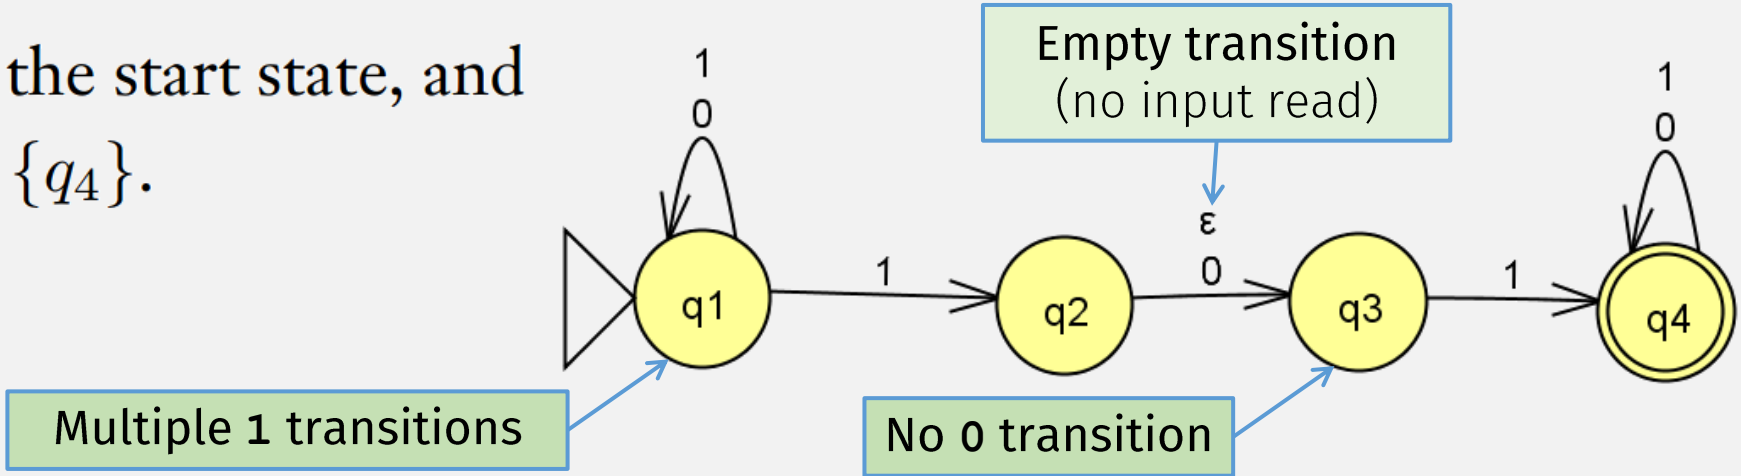 the start state, and
{q4}.
Empty transition
(no input read)
1
0
1
0
ε
0
1
1
q1
q2
q3
q4
Multiple 1 transitions
No 0 transition